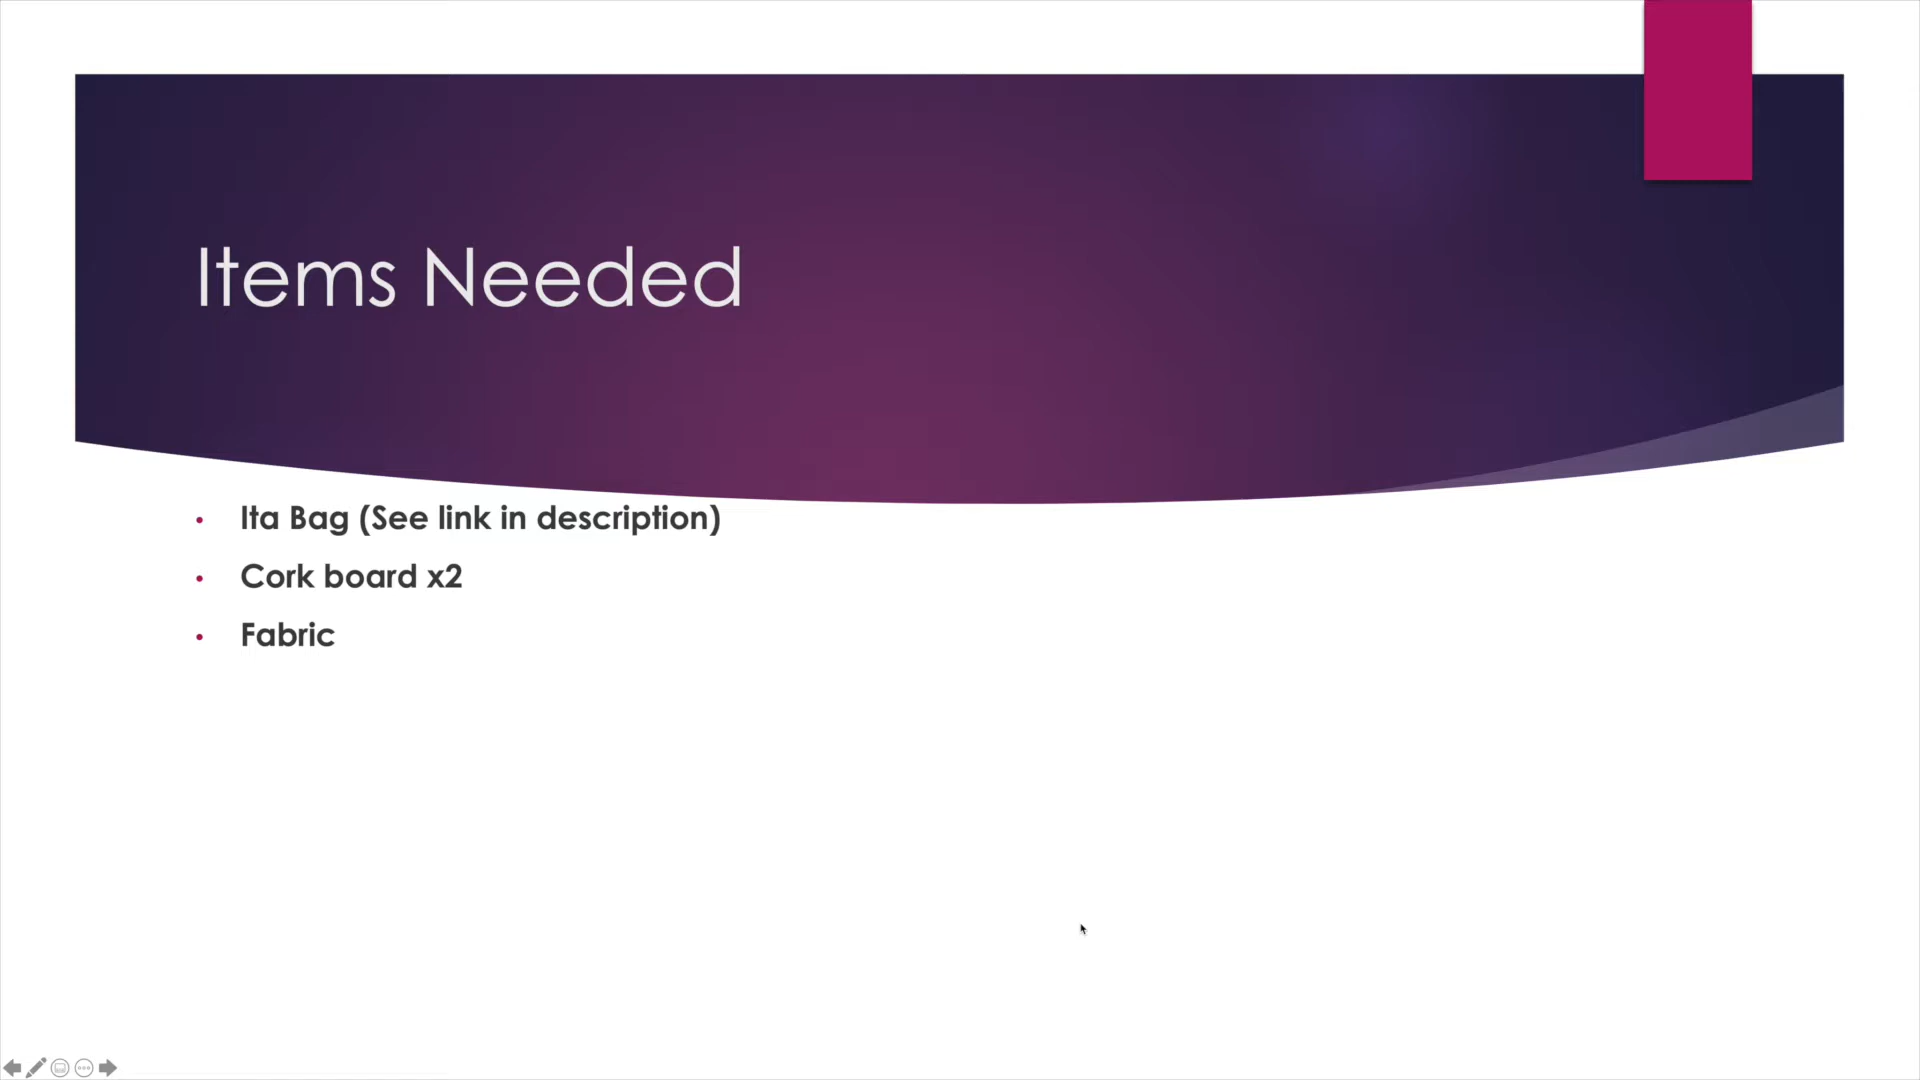 Items Needed
Ita Bag (See link in description)
Cork board x2
Fabric